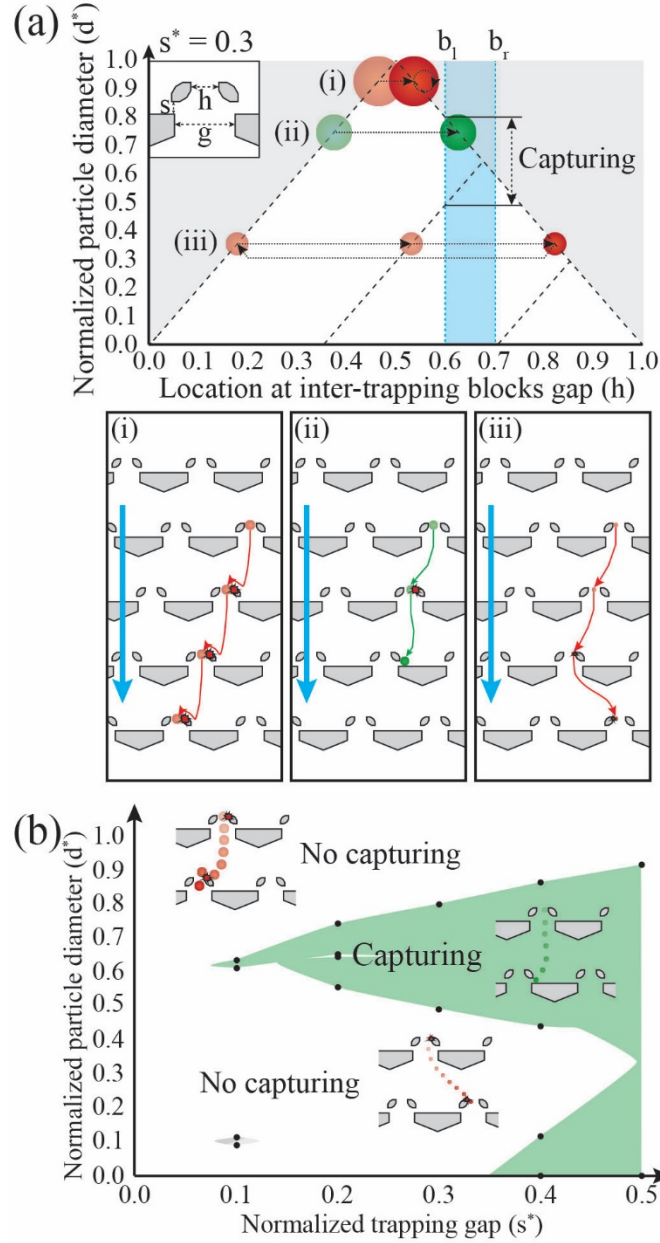 (a)
s* = 0.3
s
h
g
b_l
b_r
(i)
(ii)
(iii)
Capturing
Normalized particle diameter (d*)
1.0
0.9
0.8
0.7
0.6
0.5
0.4
0.3
0.2
0.1
0.0
0.0 0.1 0.2 0.3 0.4 0.5 0.6 0.7 0.8 0.9 1.0
Location at inter-trapping blocks gap (h)
(i)
(ii)
(iii)
(b)
Normalized particle diameter (d*)
1.0
0.9
0.8
0.7
0.6
0.5
0.4
0.3
0.2
0.1
0.0
No capturing
Capturing
No capturing
0.0 0.1 0.2 0.3 0.4 0.5
Normalized trapping gap (s*)